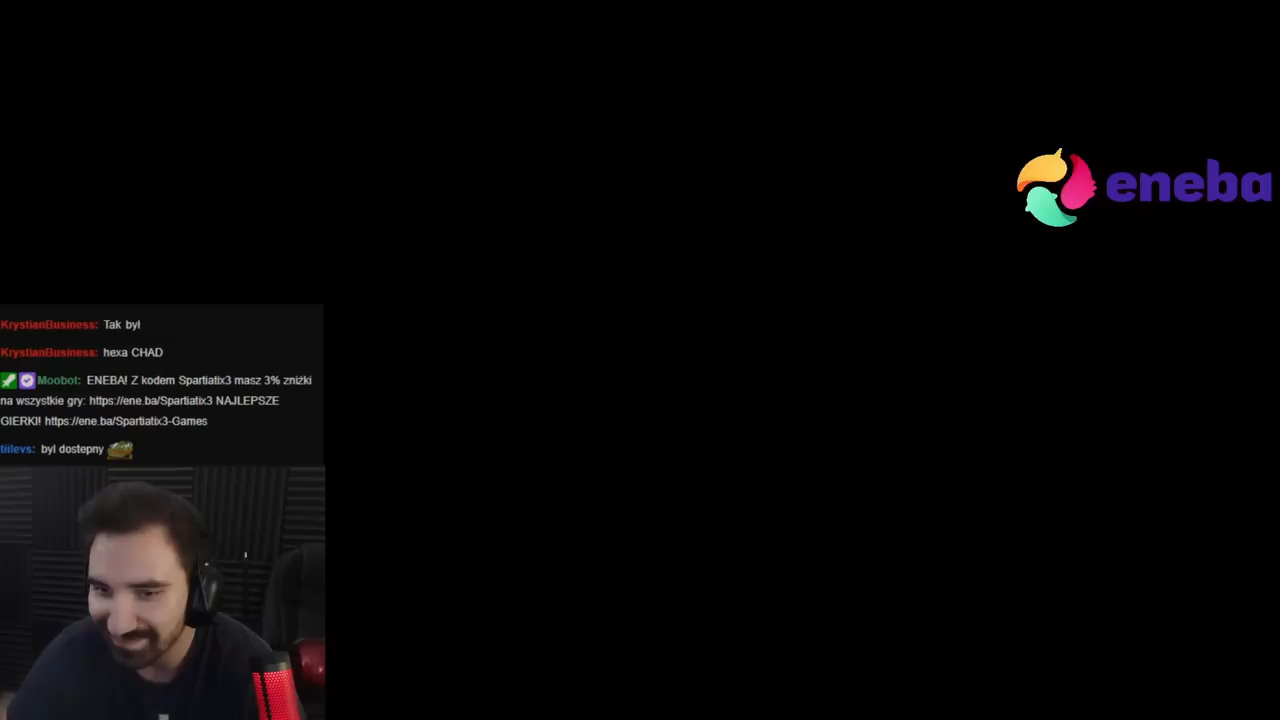 eneba
KrystianBusiness: Tak był
KrystianBusiness: hexa CHAD
Moobot: ENEBA! Z kodem Spartiatix3 masz 3% zniżki
na wszystkie gry: https://ene.ba/Spartiatix3 NAJLEPSZE
GIERKI! https://ene.ba/Spartiatix3-Games
tiilevs: byl dostepny